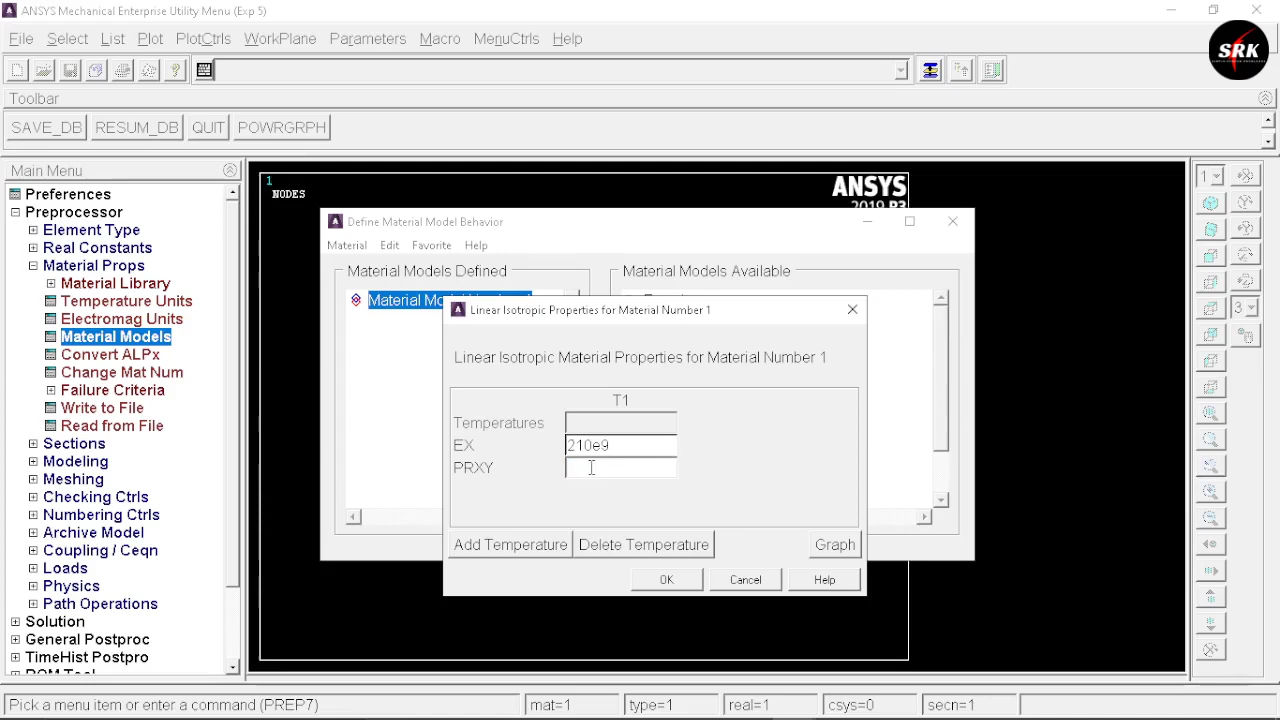 ANSYS Mechanical Enterprise Utility Menu (Exp 5)
File Select List Plot PlotCtrls WorkPlane Parameters Macro MenuCtrls Help
SRK
Toolbar
SAVE_DB RESUM_DB QUIT POWRGRPH
Main Menu
Preferences
Preprocessor
Element Type
Real Constants
Material Props
Material Library
Temperature Units
Electromag Units
Material Models
Convert ALPx
Change Mat Num
Failure Criteria
Write to File
Read from File
Sections
Modeling
Meshing
Checking Ctrls
Numbering Ctrls
Archive Model
Coupling / Ceqn
Loads
Physics
Path Operations
Solution
General Postproc
TimeHist Postpro
1
NODES
ANSYS
2019 R3
Define Material Model Behavior
Material Edit Favorite Help
Material Models Defined
Material Models Available
Linear Isotropic Properties for Material Number 1
Linear Isotropic Material Properties for Material Number 1
T1
Temperatures
EX 210e9
PRXY
Add Temperature Delete Temperature Graph
OK Cancel Help
1
3
Pick a menu item or enter a command (PREP7) mat=1 type=1 real=1 csys=0 secn=1